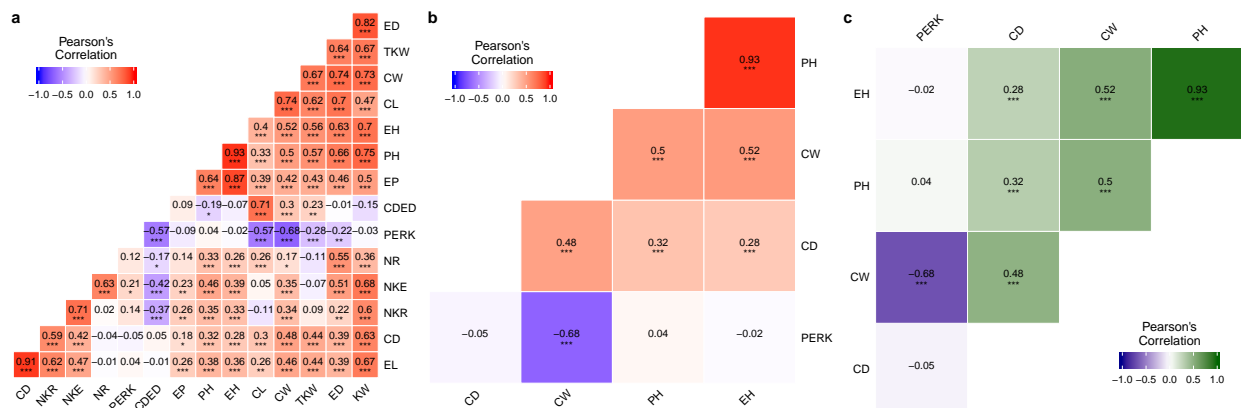 a
Pearson's
Correlation
−1.0 −0.5 0.0 0.5 1.0
0.82 ED
***
0.64 0.67 TKW
*** ***
0.67 0.74 0.73 CW
*** *** ***
0.74 0.62 0.7 0.47 CL
*** *** *** ***
0.4 0.52 0.56 0.63 0.7 EH
*** *** *** *** ***
0.93 0.33 0.5 0.57 0.66 0.75 PH
*** *** *** *** *** ***
0.64 0.87 0.39 0.42 0.43 0.46 0.5 EP
*** *** *** *** *** *** ***
0.09 −0.19 −0.07 0.71 0.3 0.23 −0.01 −0.15 CDED
* *** *** **
−0.57 −0.09 0.04 −0.02 −0.57 −0.68 −0.28 −0.22 −0.03 PERK
*** *** *** *** **
0.12 −0.17 0.14 0.33 0.26 0.26 0.17 −0.11 0.55 0.36 NR
* *** *** *** * *** ***
0.63 0.21 −0.42 0.23 0.46 0.39 0.05 0.35 −0.07 0.51 0.68 NKE
*** * *** ** *** *** *** *** ***
0.71 0.02 0.14 −0.37 0.26 0.35 0.33 −0.11 0.34 0.09 0.22 0.6 NKR
*** *** ** *** *** *** ** ***
0.59 0.42 −0.04 −0.05 0.05 0.18 0.32 0.28 0.3 0.48 0.44 0.39 0.63 CD
*** *** * *** *** *** *** *** *** ***
0.91 0.62 0.47 −0.01 0.04 −0.01 0.26 0.38 0.36 0.26 0.46 0.44 0.39 0.67 EL
*** *** *** *** *** *** ** *** *** *** ***
CD NKR NKE NR PERK CDED EP PH EH CL CW TKW ED KW
b
Pearson's
Correlation
−1.0 −0.5 0.0 0.5 1.0
0.93 PH
***
0.5 0.52 CW
*** ***
0.48 0.32 0.28 CD
*** *** ***
−0.05 −0.68 0.04 −0.02 PERK
***
CD CW PH EH
c
PERK CD CW PH
EH −0.02 0.28 0.52 0.93
*** *** ***
PH 0.04 0.32 0.5
*** ***
CW −0.68 0.48
*** ***
CD −0.05
Pearson's
Correlation
−1.0 −0.5 0.0 0.5 1.0